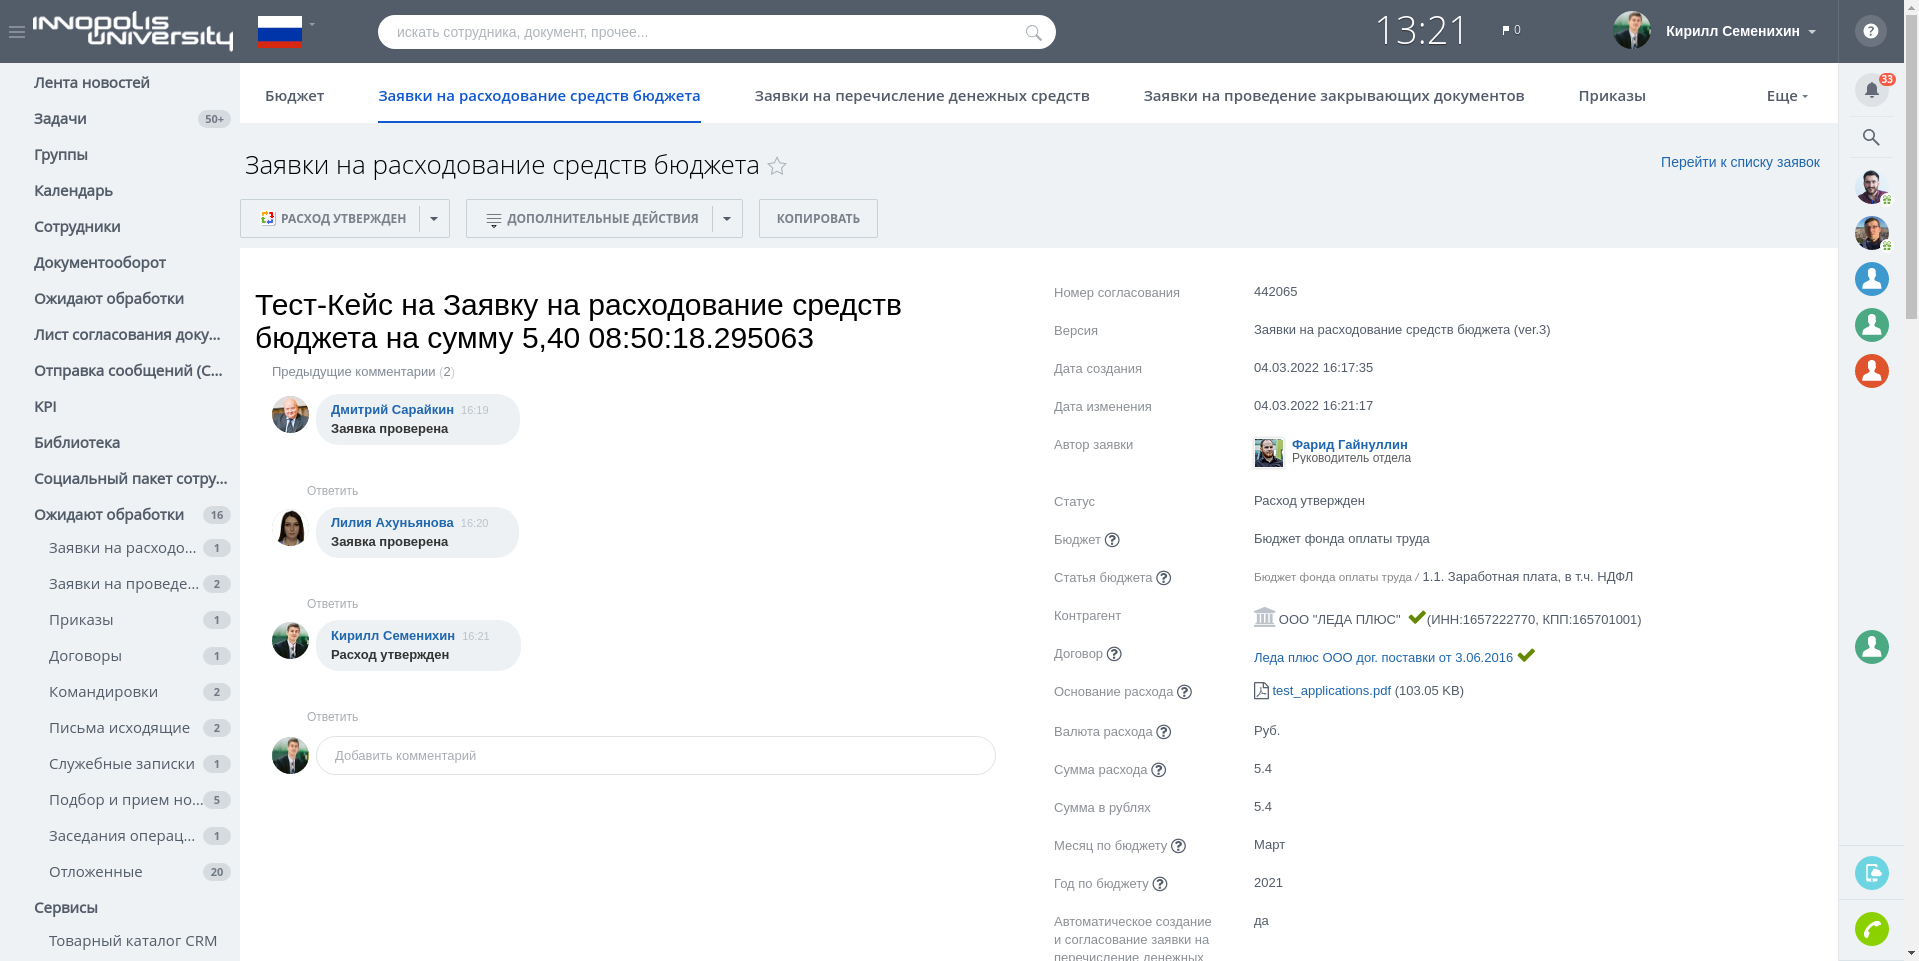 INNOPOLIS UNIVERSITY
искать сотрудника, документ, прочее...
13:21
0
Кирилл Семенихин
?
33
Лента новостей
Задачи 50+
Группы
Календарь
Сотрудники
Документооборот
Ожидают обработки
Лист согласования доку...
Отправка сообщений (С...
KPI
Библиотека
Социальный пакет сотру...
Ожидают обработки 16
Заявки на расходо... 1
Заявки на проведе... 2
Приказы 1
Договоры 1
Командировки 2
Письма исходящие 2
Служебные записки 1
Подбор и прием но... 5
Заседания операц... 1
Отложенные 20
Сервисы
Товарный каталог CRM
Бюджет Заявки на расходование средств бюджета Заявки на перечисление денежных средств Заявки на проведение закрывающих документов Приказы Еще
Заявки на расходование средств бюджета
Перейти к списку заявок
РАСХОД УТВЕРЖДЕН ДОПОЛНИТЕЛЬНЫЕ ДЕЙСТВИЯ КОПИРОВАТЬ
Тест-Кейс на Заявку на расходование средств
бюджета на сумму 5,40 08:50:18.295063
Предыдущие комментарии (2)
Дмитрий Сарайкин 16:19
Заявка проверена
Ответить
Лилия Ахуньянова 16:20
Заявка проверена
Ответить
Кирилл Семенихин 16:21
Расход утвержден
Ответить
Добавить комментарий
Номер согласования 442065
Версия Заявки на расходование средств бюджета (ver.3)
Дата создания 04.03.2022 16:17:35
Дата изменения 04.03.2022 16:21:17
Автор заявки Фарид Гайнуллин
Руководитель отдела
Статус Расход утвержден
Бюджет ? Бюджет фонда оплаты труда
Статья бюджета ? Бюджет фонда оплаты труда / 1.1. Заработная плата, в т.ч. НДФЛ
Контрагент ООО "ЛЕДА ПЛЮС" (ИНН:1657222770, КПП:165701001)
Договор ? Леда плюс ООО дог. поставки от 3.06.2016
Основание расхода ? test_applications.pdf (103.05 KB)
Валюта расхода ? Руб.
Сумма расхода ? 5.4
Сумма в рублях 5.4
Месяц по бюджету ? Март
Год по бюджету ? 2021
Автоматическое создание да
и согласование заявки на
перечисление денежных